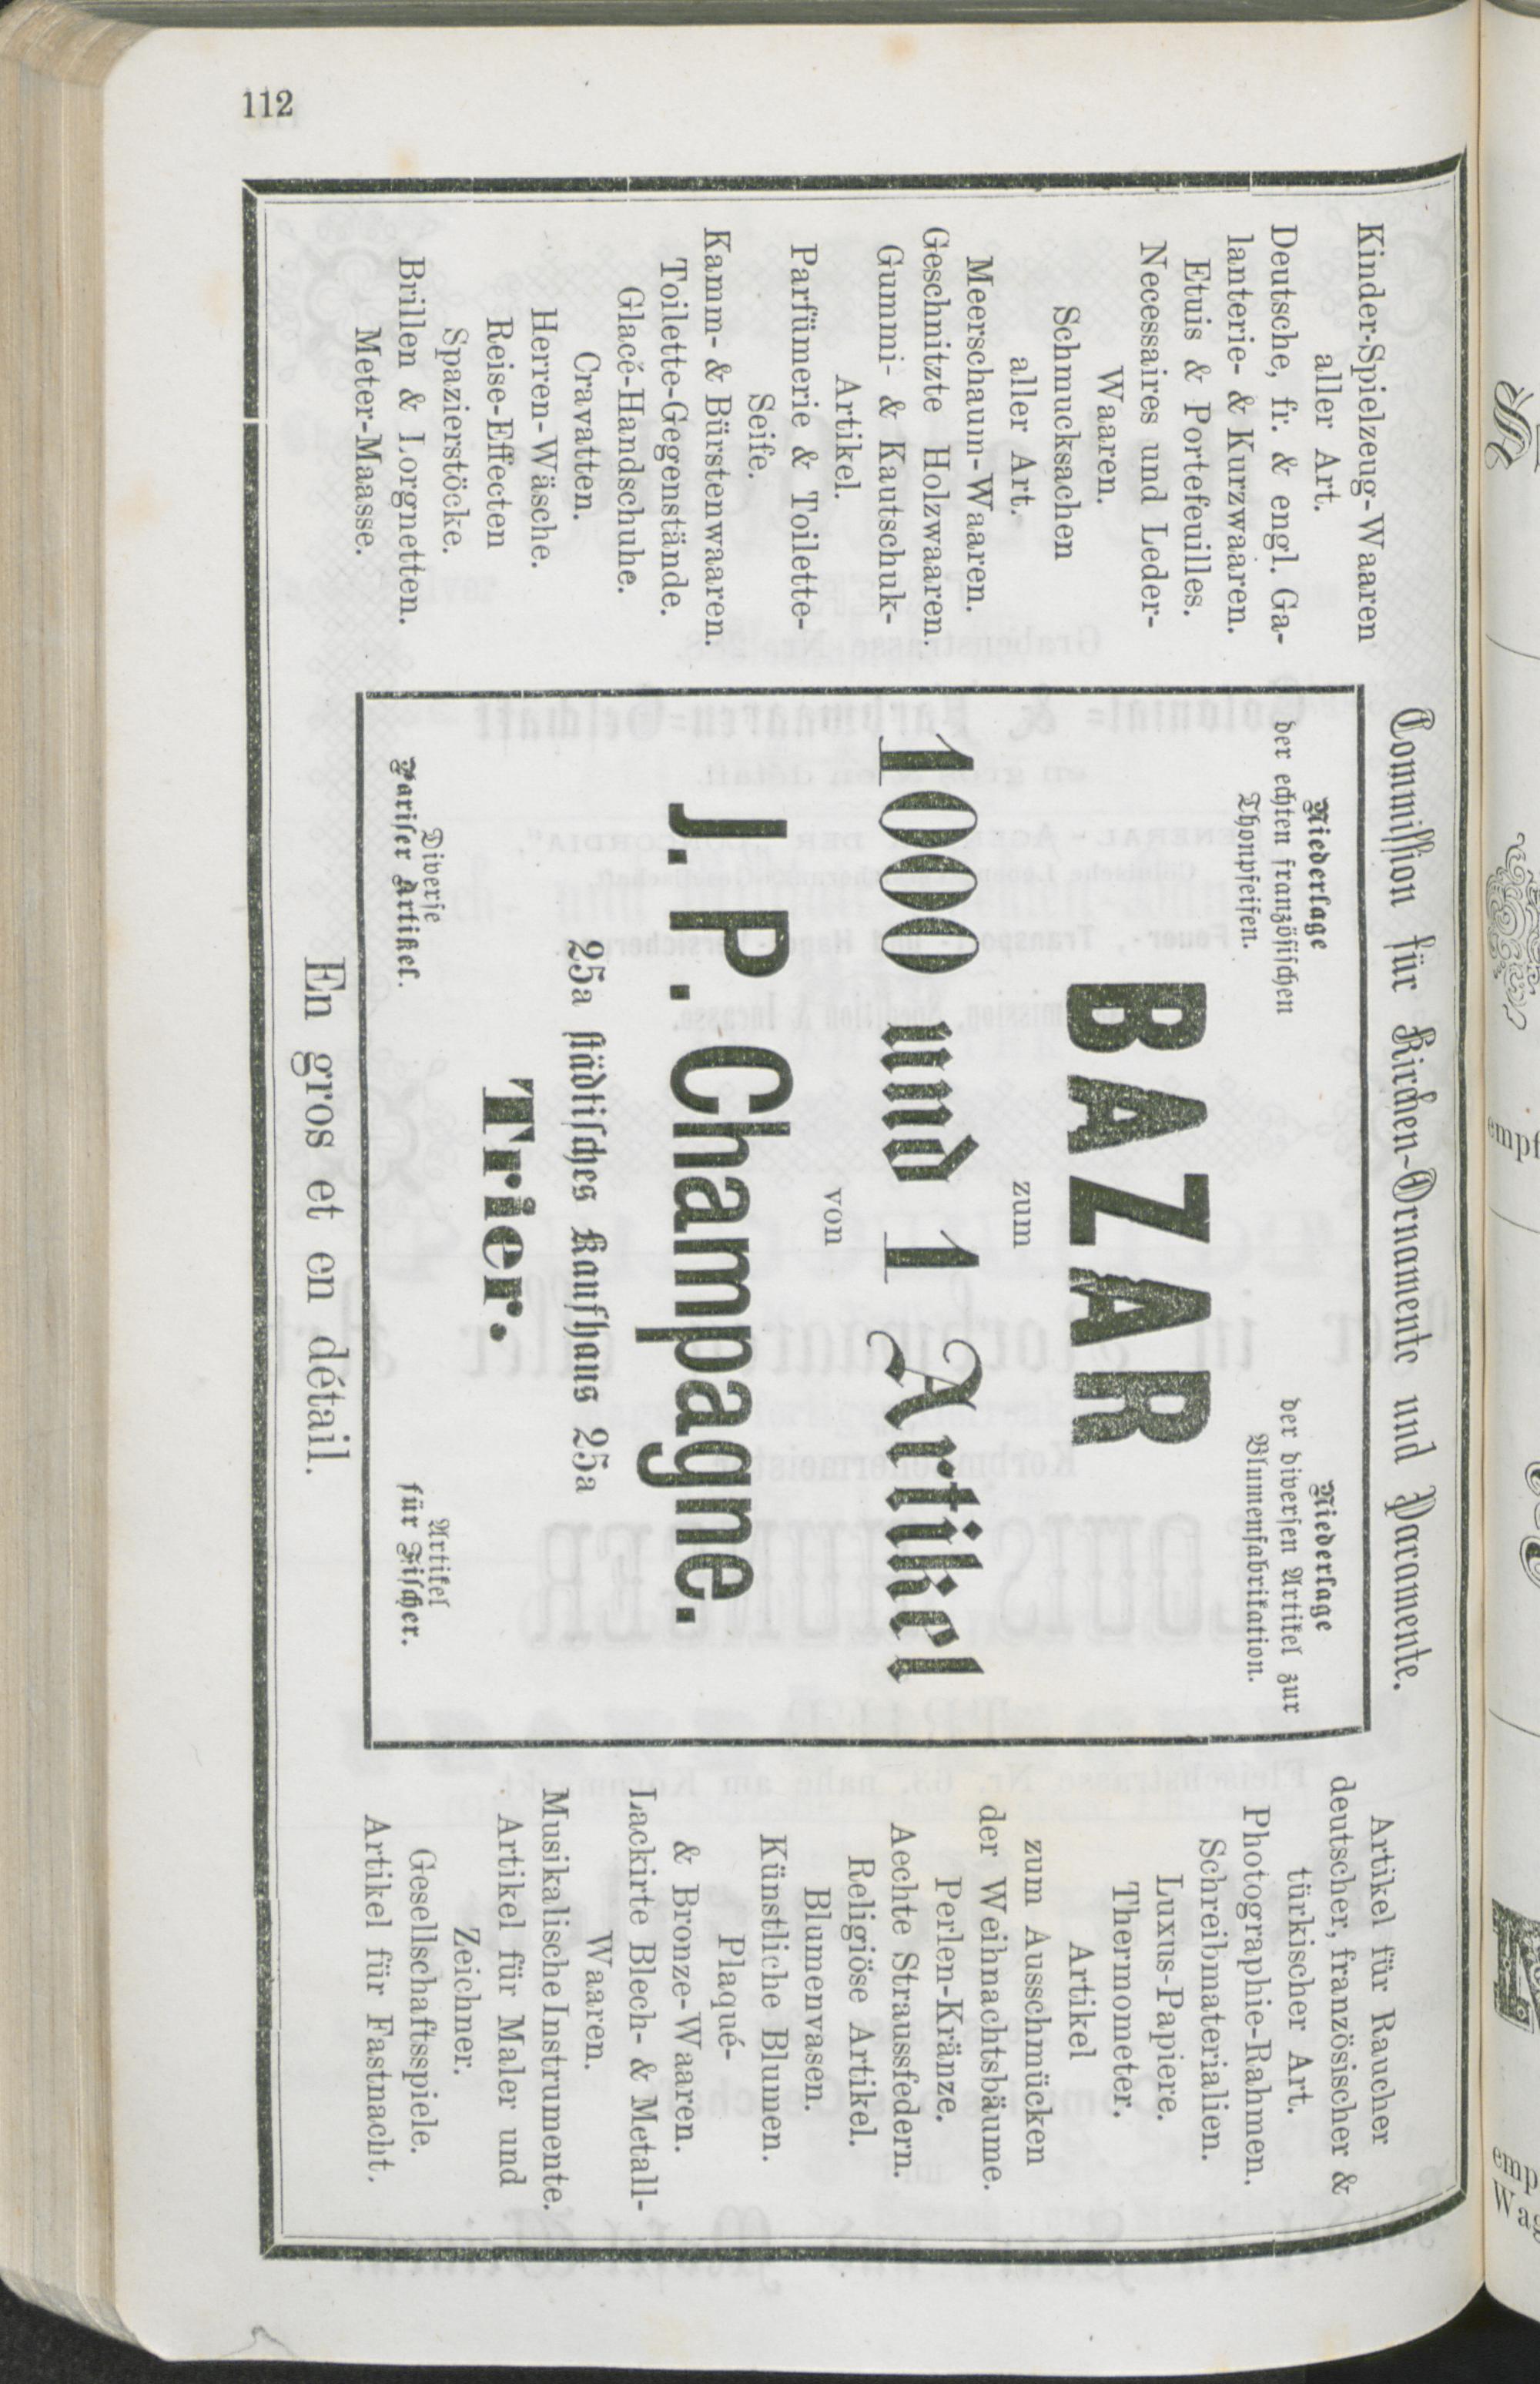 112
Commission für Kirchen-Ornamente und Paramente.
Kinder-Spielzeug-Waaren
aller Art.
Deutsche, fr. & engl. Ga-
lanterie- & Kurzwaaren.
Etuis & Portefeuilles.
Necessaires und Leder-
Waaren.
Schmucksachen
aller Art.
Meerschaum-Waaren.
Geschnitzte Holzwaaren.
Gummi- & Kautschuk-
Artikel.
Parfümerie & Toilette-
Seife.
Kamm- & Bürstenwaaren.
Toilette-Gegenstände.
Glacé-Handschuhe.
Cravatten.
Herren-Wäsche.
Reise-Effecten
Spazierstöcke.
Brillen & Lorgnetten.
Meter-Maasse.
Niederlage
der echten französischen
Thonpfeifen.
Niederlage
der diversen Artikel zur
Blumenfabrikation.
BAZAR
zum
1000 und 1 Artikel
von
J. P. Champagne.
25a städtisches Kaufhaus 25a
Trier.
Diverse
Pariser Artikel.
Artikel
für Fischer.
Artikel für Raucher
deutscher, französischer &
türkischer Art.
Photographie-Rahmen.
Schreibmaterialien.
Luxus-Papiere.
Thermometer.
Artikel
zum Ausschmücken
der Weihnachtsbäume.
Perlen-Kränze.
Aechte Straussfedern.
Religiöse Artikel.
Blumenvasen.
Künstliche Blumen.
Plaqué-
& Bronze-Waaren.
Lackirte Blech- & Metall-
Waaren.
Musikalische Instrumente.
Artikel für Maler und
Zeichner.
Gesellschaftsspiele.
Artikel für Fastnacht.
En gros et en détail.